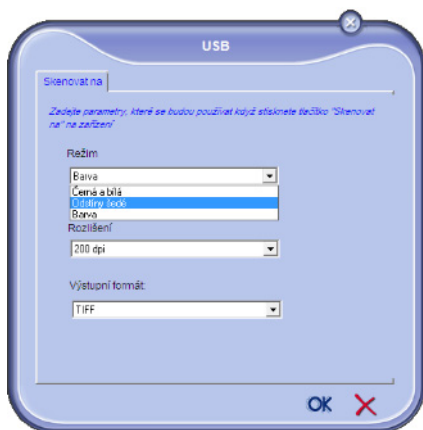 USB
Skenovat na
Zadejte parametry, které se budou používat když stisknete tlačítko "Skenovat
na" na zařízení
Režim
Barva
Černá a bílá
Odstíny šedé
Barva
Rozlišení
200 dpi
Výstupní formát:
TIFF
OK